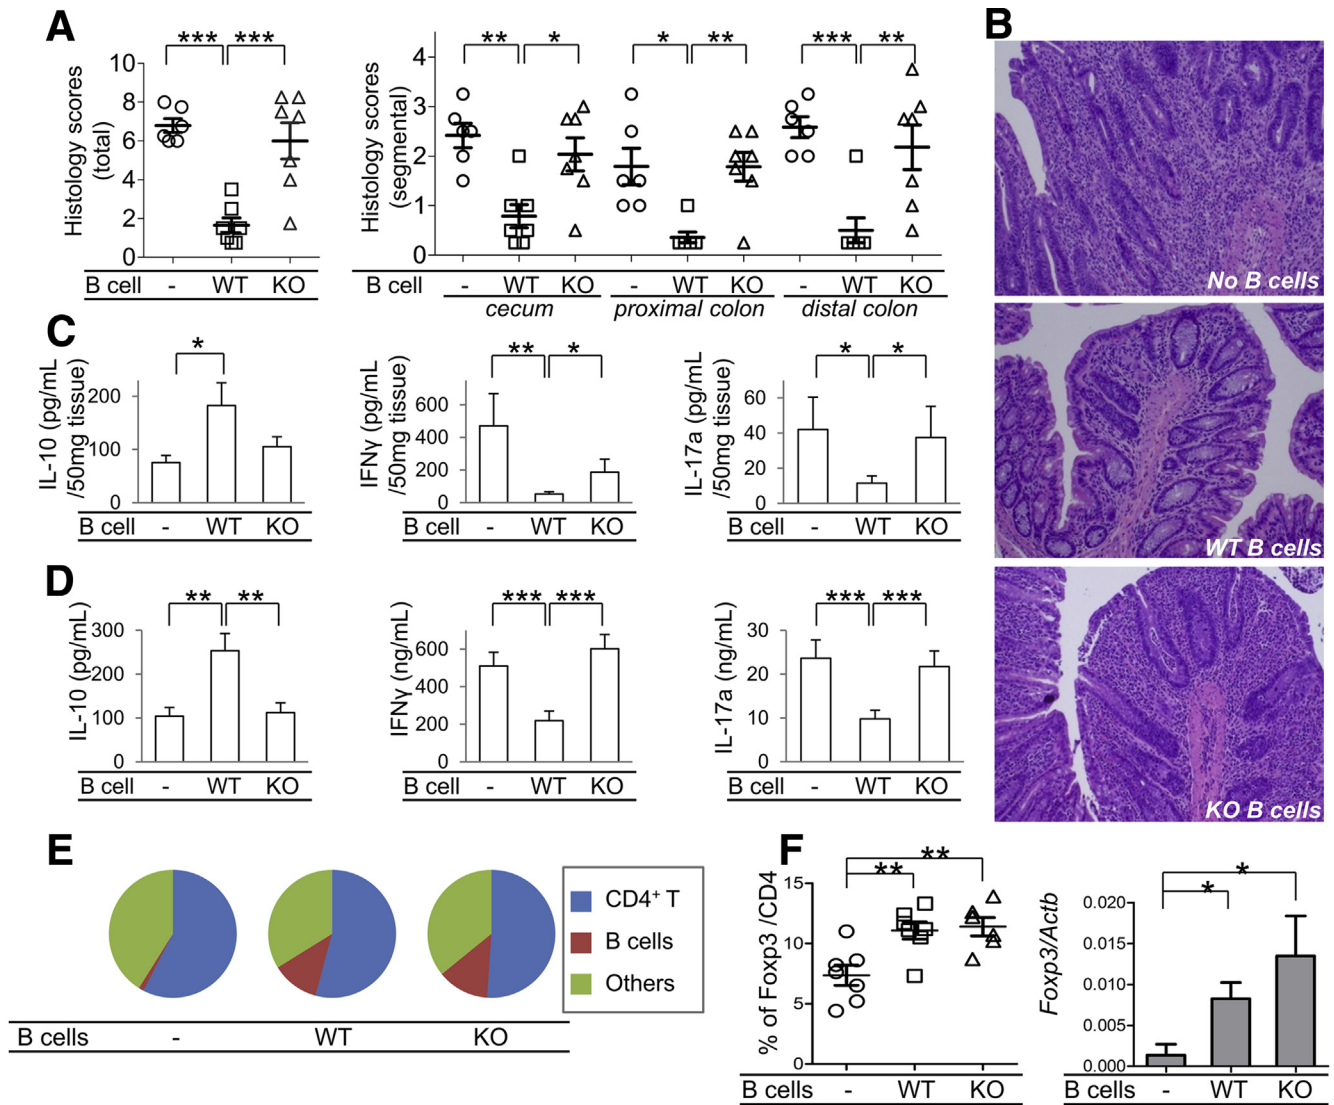 A
*** ***
Histology scores
(total)
10
8
6
4
2
0
B cell - WT KO
** * * ** *** **
Histology scores
(segmental)
4
3
2
1
0
B cell - WT KO - WT KO - WT KO
cecum proximal colon distal colon
B
No B cells
WT B cells
KO B cells
C
*
IL-10 (pg/mL
/50mg tissue)
200
100
0
B cell - WT KO
** *
IFNγ (pg/mL
/50mg tissue)
600
400
200
0
B cell - WT KO
* *
IL-17a (pg/mL
/50mg tissue)
60
40
20
0
B cell - WT KO
D
** **
IL-10 (pg/mL)
300
200
100
0
B cell - WT KO
*** ***
IFNγ (ng/mL)
600
400
200
0
B cell - WT KO
*** ***
IL-17a (ng/mL)
30
20
10
0
B cell - WT KO
E
CD4⁺ T
B cells
Others
B cells - WT KO
F
**
**
% of Foxp3 /CD4
15
10
5
0
B cells - WT KO
*
*
Foxp3/Actb
0.020
0.015
0.010
0.005
0.000
B cells - WT KO